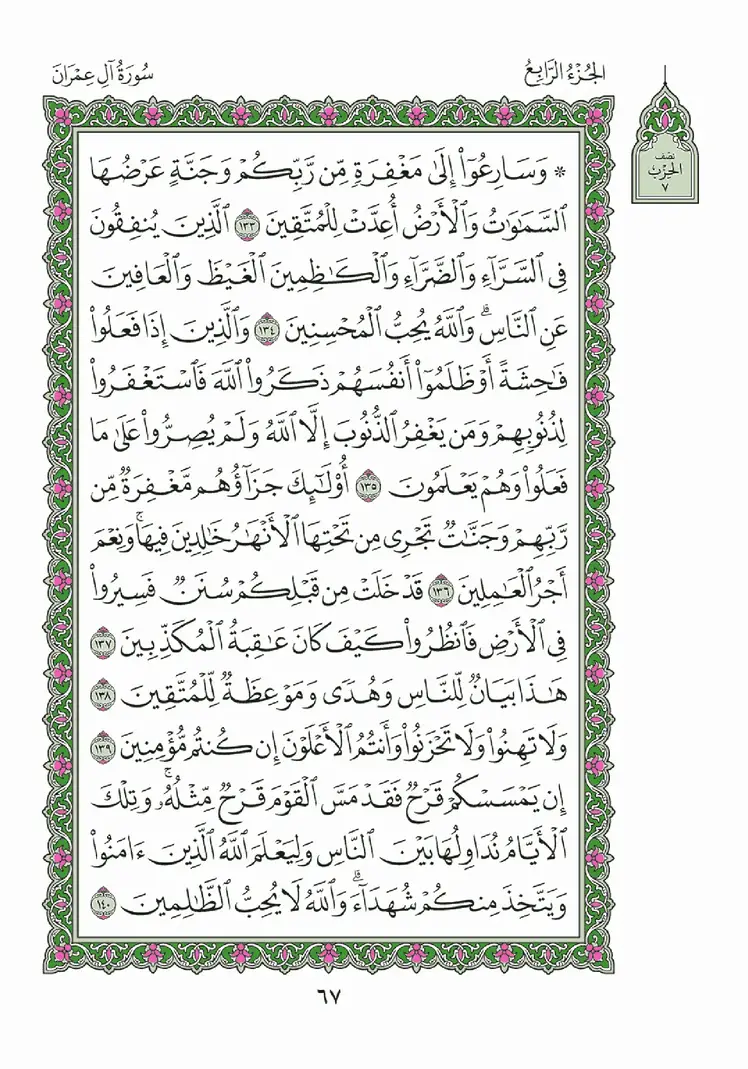 الجُزْءُ الرَّابِعُ
سُورَةُ آلِ عِمْرَانَ
نصف
الحِزْب
٧
* وَسَارِعُوٓا۟ إِلَىٰ مَغْفِرَةٍ مِّن رَّبِّكُمْ وَجَنَّةٍ عَرْضُهَا
ٱلسَّمَـٰوَٰتُ وَٱلْأَرْضُ أُعِدَّتْ لِلْمُتَّقِينَ ١٣٣ ٱلَّذِينَ يُنفِقُونَ
فِى ٱلسَّرَّآءِ وَٱلضَّرَّآءِ وَٱلْكَـٰظِمِينَ ٱلْغَيْظَ وَٱلْعَافِينَ
عَنِ ٱلنَّاسِ ۗ وَٱللَّهُ يُحِبُّ ٱلْمُحْسِنِينَ ١٣٤ وَٱلَّذِينَ إِذَا فَعَلُوا۟
فَـٰحِشَةً أَوْ ظَلَمُوٓا۟ أَنفُسَهُمْ ذَكَرُوا۟ ٱللَّهَ فَٱسْتَغْفَرُوا۟
لِذُنُوبِهِمْ وَمَن يَغْفِرُ ٱلذُّنُوبَ إِلَّا ٱللَّهُ وَلَمْ يُصِرُّوا۟ عَلَىٰ مَا
فَعَلُوا۟ وَهُمْ يَعْلَمُونَ ١٣٥ أُو۟لَـٰٓئِكَ جَزَآؤُهُم مَّغْفِرَةٌ مِّن
رَّبِّهِمْ وَجَنَّـٰتٌ تَجْرِى مِن تَحْتِهَا ٱلْأَنْهَـٰرُ خَـٰلِدِينَ فِيهَا ۚ وَنِعْمَ
أَجْرُ ٱلْعَـٰمِلِينَ ١٣٦ قَدْ خَلَتْ مِن قَبْلِكُمْ سُنَنٌ فَسِيرُوا۟
فِى ٱلْأَرْضِ فَٱنظُرُوا۟ كَيْفَ كَانَ عَـٰقِبَةُ ٱلْمُكَذِّبِينَ ١٣٧
هَـٰذَا بَيَانٌ لِّلنَّاسِ وَهُدًى وَمَوْعِظَةٌ لِّلْمُتَّقِينَ ١٣٨
وَلَا تَهِنُوا۟ وَلَا تَحْزَنُوا۟ وَأَنتُمُ ٱلْأَعْلَوْنَ إِن كُنتُم مُّؤْمِنِينَ ١٣٩
إِن يَمْسَسْكُمْ قَرْحٌ فَقَدْ مَسَّ ٱلْقَوْمَ قَرْحٌ مِّثْلُهُۥ ۚ وَتِلْكَ
ٱلْأَيَّامُ نُدَاوِلُهَا بَيْنَ ٱلنَّاسِ وَلِيَعْلَمَ ٱللَّهُ ٱلَّذِينَ ءَامَنُوا۟
وَيَتَّخِذَ مِنكُمْ شُهَدَآءَ ۗ وَٱللَّهُ لَا يُحِبُّ ٱلظَّـٰلِمِينَ ١٤٠
٦٧